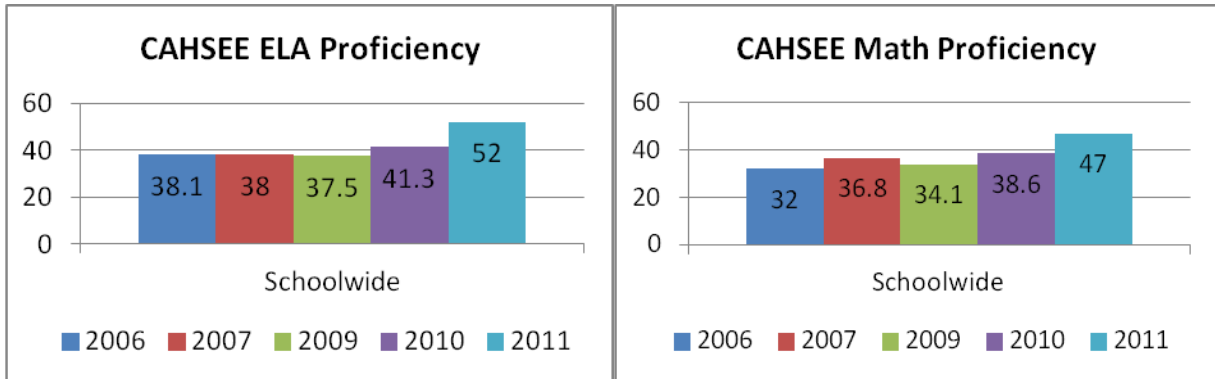 CAHSEE ELA Proficiency
60
40
20
0
38.1 38 37.5 41.3 52
Schoolwide
2006 2007 2009 2010 2011
CAHSEE Math Proficiency
60
40
20
0
32 36.8 34.1 38.6 47
Schoolwide
2006 2007 2009 2010 2011